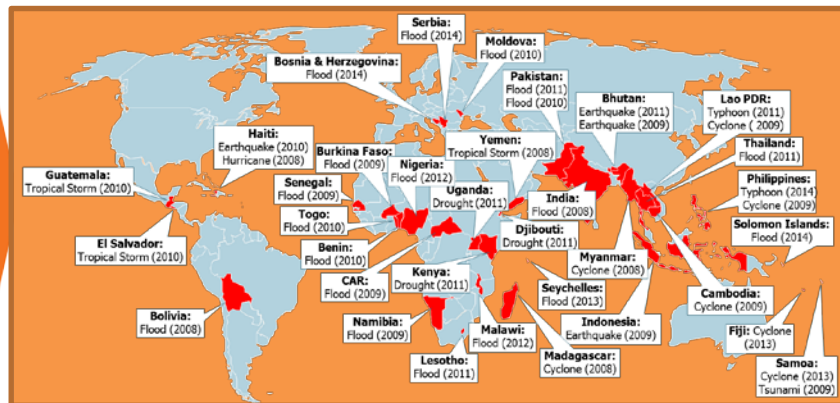 Serbia:
Flood (2014)
Moldova:
Flood (2010)
Bosnia & Herzegovina:
Flood (2014)
Pakistan:
Flood (2011)
Flood (2010)
Bhutan:
Earthquake (2011)
Earthquake (2009)
Lao PDR:
Typhoon (2011)
Cyclone ( 2009)
Haiti:
Earthquake (2010)
Hurricane (2008)
Burkina Faso:
Flood (2009)
Nigeria:
Flood (2012)
Yemen:
Tropical Storm (2008)
Thailand:
Flood (2011)
Guatemala:
Tropical Storm (2010)
Senegal:
Flood (2009)
Uganda:
Drought (2011)
India:
Flood (2008)
Philippines:
Typhoon (2014)
Cyclone (2009)
Togo:
Flood (2010)
Djibouti:
Drought (2011)
Solomon Islands:
Flood (2014)
El Salvador:
Tropical Storm (2010)
Benin:
Flood (2010)
Myanmar:
Cyclone (2008)
CAR:
Flood (2009)
Kenya:
Drought (2011)
Seychelles:
Flood (2013)
Cambodia:
Cyclone (2009)
Bolivia:
Flood (2008)
Namibia:
Flood (2009)
Malawi:
Flood (2012)
Indonesia:
Earthquake (2009)
Fiji: Cyclone
(2013)
Lesotho:
Flood (2011)
Madagascar:
Cyclone (2008)
Samoa:
Cyclone (2013)
Tsunami (2009)